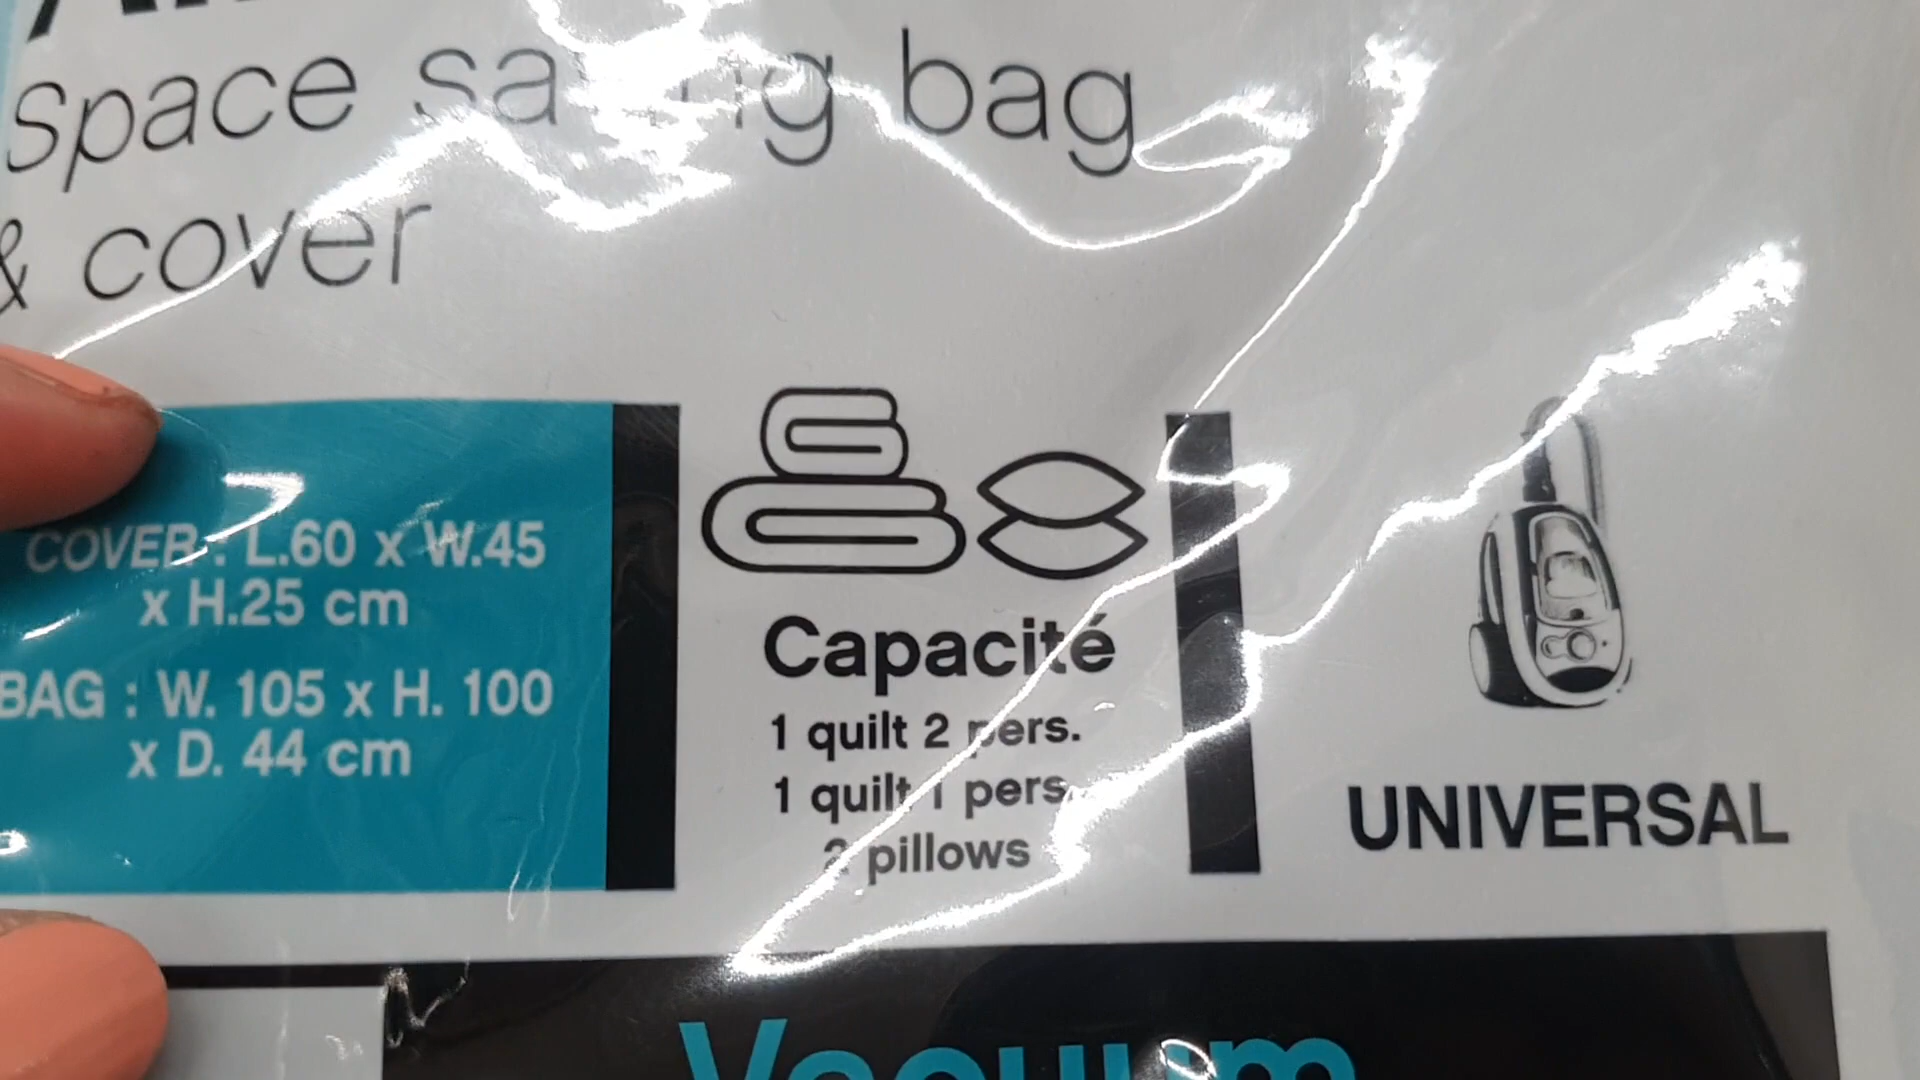 Space saving bag
& cover
COVER : L.60 x W.45
x H.25 cm
BAG : W. 105 x H. 100
x D. 44 cm
Capacité
1 quilt 2 pers.
1 quilt 1 pers.
2 pillows
UNIVERSAL
Vacuum